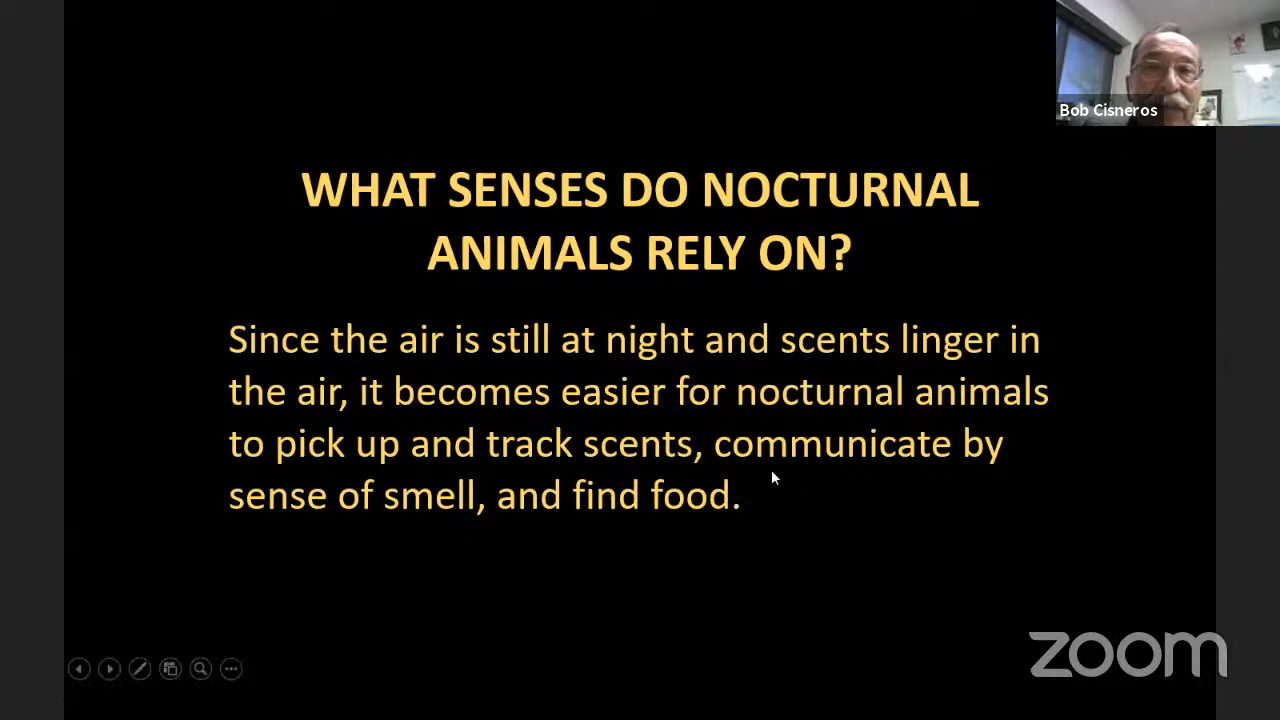 Bob Cisneros
WHAT SENSES DO NOCTURNAL
ANIMALS RELY ON?
Since the air is still at night and scents linger in
the air, it becomes easier for nocturnal animals
to pick up and track scents, communicate by
sense of smell, and find food.
zoom